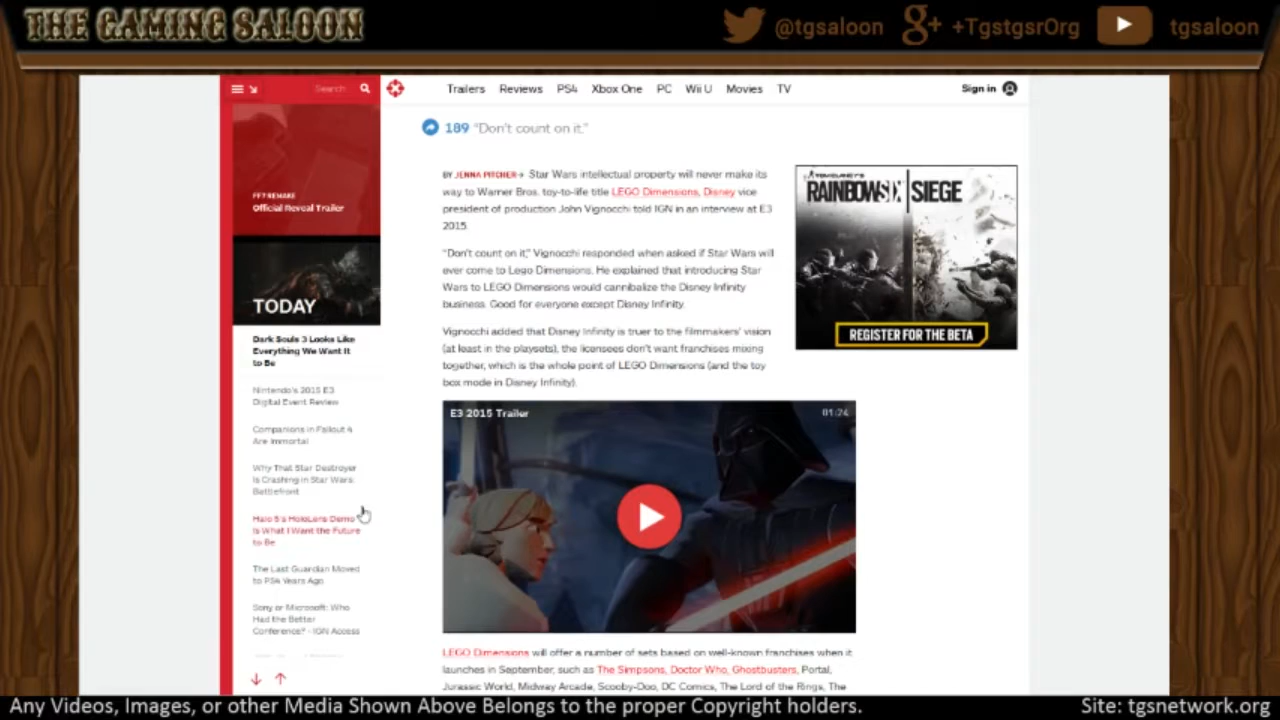 THE GAMING SALOON
@tgsaloon
+TgstgsrOrg
tgsaloon
Search
Trailers Reviews PS4 Xbox One PC Wii U Movies TV
Sign in
189 "Don't count on it."
FF7 REMAKE
Official Reveal Trailer
TODAY
Dark Souls 3 Looks Like
Everything We Want It
to Be
Nintendo's 2015 E3
Digital Event Review
Companions in Fallout 4
Are Immortal
Why That Star Destroyer
Is Crashing in Star Wars:
Battlefront
Halo 5's HoloLens Demo
Is What I Want the Future
to Be
The Last Guardian Moved
to PS4 Years Ago
Sony or Microsoft: Who
Had the Better
Conference? - IGN Access
BY JENNA PITCHER Star Wars intellectual property will never make its
way to Warner Bros. toy-to-life title LEGO Dimensions, Disney vice
president of production John Vignocchi told IGN in an interview at E3
2015.
"Don't count on it," Vignocchi responded when asked if Star Wars will
ever come to Lego Dimensions. He explained that introducing Star
Wars to LEGO Dimensions would cannibalize the Disney Infinity
business. Good for everyone except Disney Infinity.
Vignocchi added that Disney Infinity is truer to the filmmakers' vision
(at least in the playsets), the licensees don't want franchises mixing
together, which is the whole point of LEGO Dimensions (and the toy
box mode in Disney Infinity).
TOM CLANCY'S
RAINBOW SIX | SIEGE
REGISTER FOR THE BETA
E3 2015 Trailer
01:24
LEGO Dimensions will offer a number of sets based on well-known franchises when it
launches in September, such as The Simpsons, Doctor Who, Ghostbusters, Portal,
Jurassic World, Midway Arcade, Scooby-Doo, DC Comics, The Lord of the Rings, The
Any Videos, Images, or other Media Shown Above Belongs to the proper Copyright holders.
Site: tgsnetwork.org